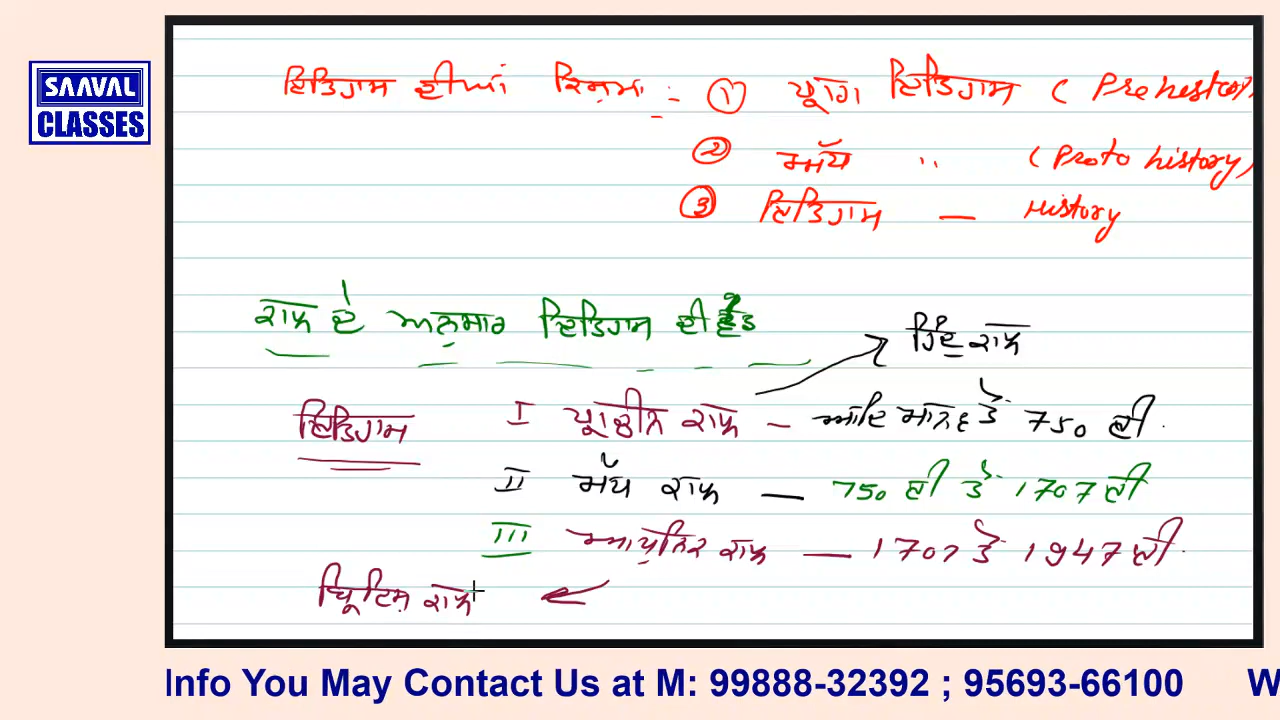 SAAVAL
CLASSES
ਇਤਿਹਾਸ ਦੀਆਂ ਕਿਸਮਾਂ :- ① ਪੂਰਾਗ ਇਤਿਹਾਸ ( Prehistory
② ਮੱਧ " (Proto history)
③ ਇਤਿਹਾਸ — History
ਕਾਲ ਦੇ ਅਨੁਸਾਰ ਇਤਿਹਾਸ ਦੀ ਵੰਡ
ਹਿੰਦੂ ਕਾਲ
ਇਤਿਹਾਸ I ਪ੍ਰਾਚੀਨ ਕਾਲ – ਆਦਿ ਮਾਨਵ ਤੋਂ 750 ਈ.
II ਮੱਧ ਕਾਲ — 750 ਈ ਤੋਂ 1707 ਈ
III ਆਧੁਨਿਕ ਕਾਲ — 1707 ਤੋਂ 1947 ਈ.
ਬ੍ਰਿਟਿਸ਼ ਕਾਲ
Info You May Contact Us at M: 99888-32392 ; 95693-66100 W